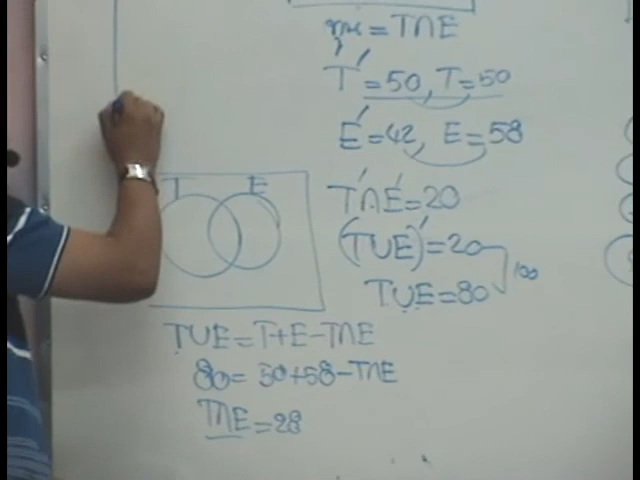 = T∩E
T′=50, T=50
E′=42, E=58
T E
T′∩E′=20
(T∪E)′=20
100
T∪E=80
T∪E=T+E-T∩E
80= 50+58-T∩E
T∩E=28